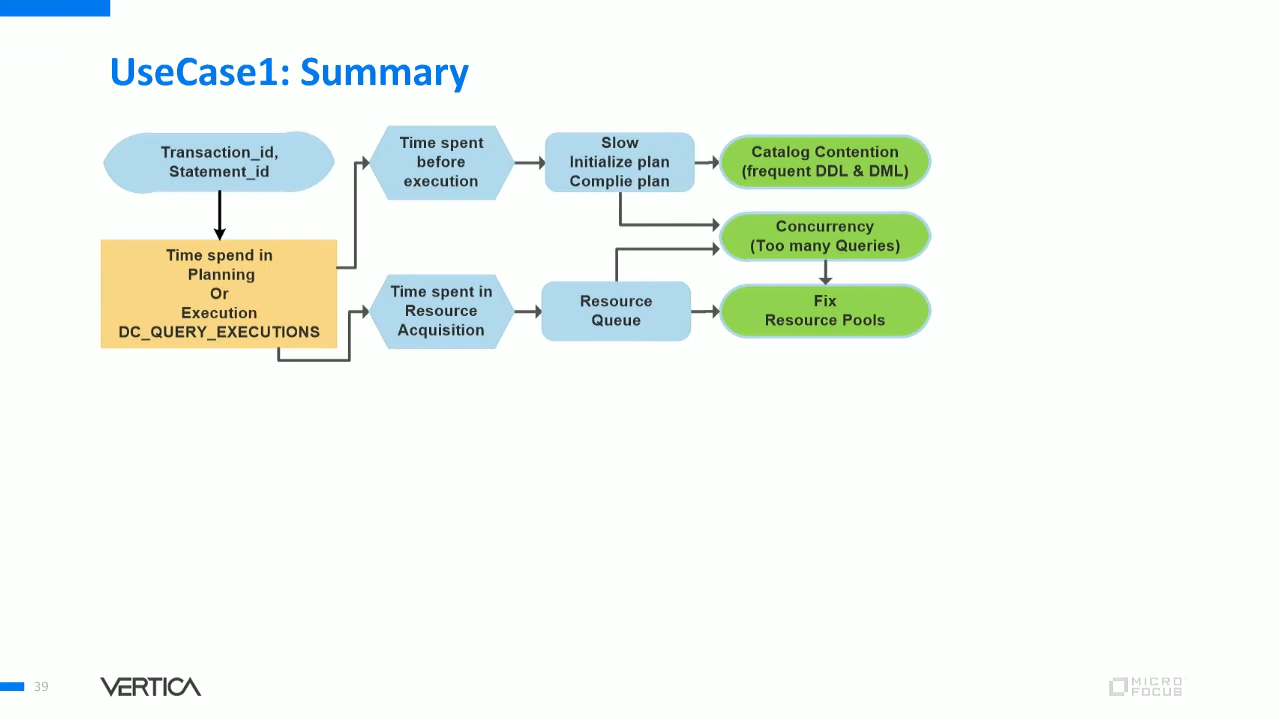 UseCase1: Summary
Transaction_id,
Statement_id
Time spend in
Planning
Or
Execution
DC_QUERY_EXECUTIONS
Time spent
before
execution
Slow
Initialize plan
Complie plan
Catalog Contention
(frequent DDL & DML)
Concurrency
(Too many Queries)
Time spent in
Resource
Acquisition
Resource
Queue
Fix
Resource Pools
39
VERTICA
MICRO
FOCUS